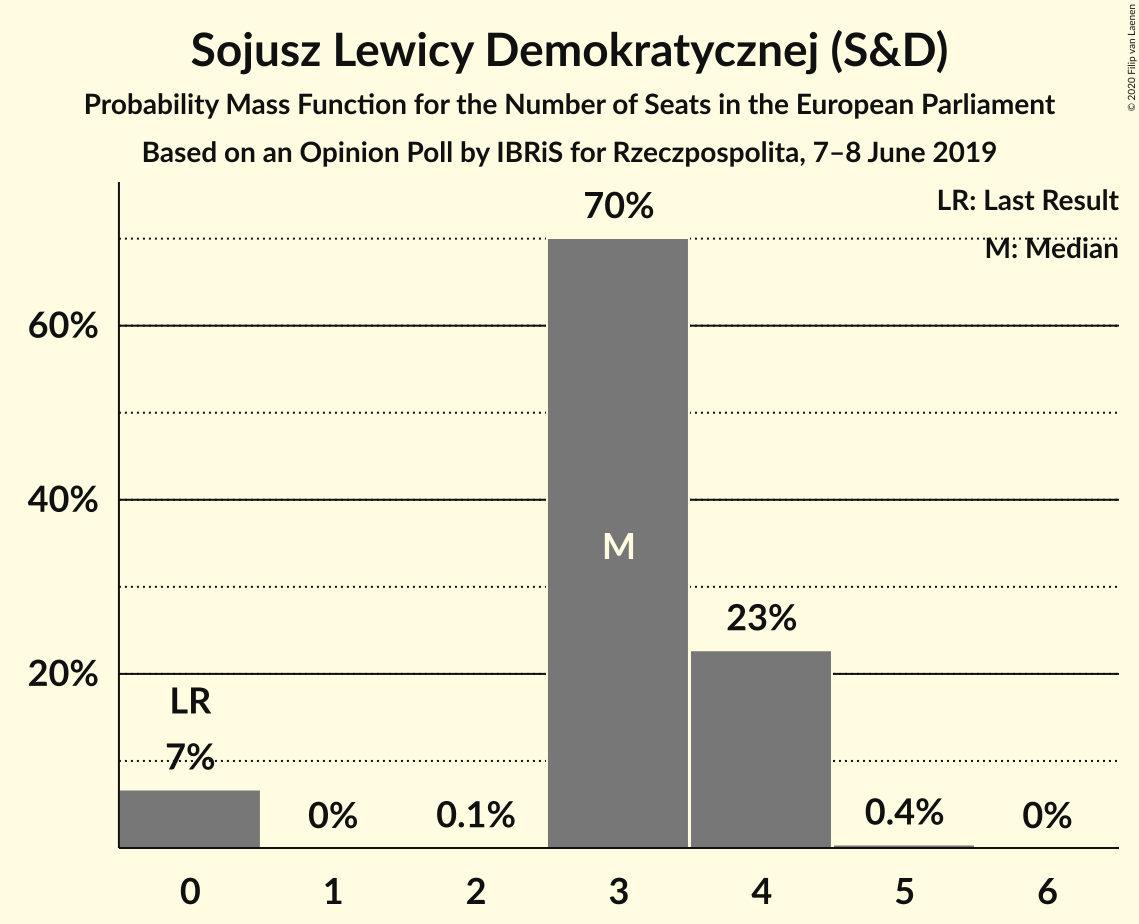 Sojusz Lewicy Demokratycznej (S&D)
Probability Mass Function for the Number of Seats in the European Parliament
Based on an Opinion Poll by IBRiS for Rzeczpospolita, 7–8 June 2019
© 2020 Filip van Laenen
LR: Last Result
M: Median
70%
60%
40%
M
23%
20%
LR
7%
0%
0.1%
0.4%
0%
0 1 2 3 4 5 6